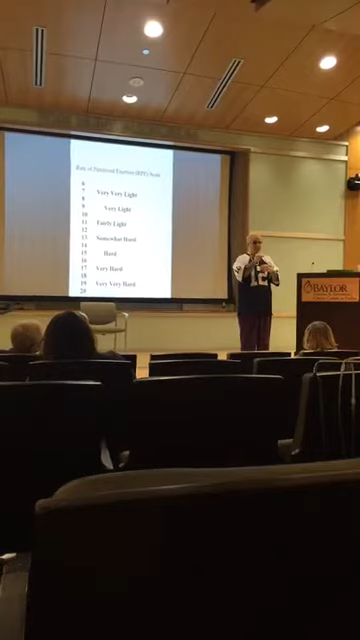 Rate of Perceived Exertion (RPE) Scale
6
7 Very Very Light
8
9 Very Light
10
11 Fairly Light
12
13 Somewhat Hard
14
15 Hard
16
17 Very Hard
18
19 Very Very Hard
20
12
BAYLOR